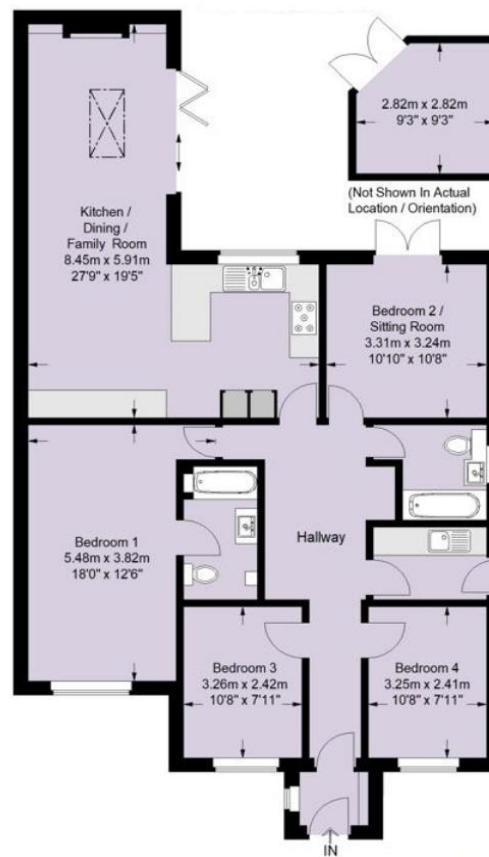 2.82m x 2.82m
9'3" x 9'3"
(Not Shown In Actual
Location / Orientation)
Kitchen /
Dining /
Family Room
8.45m x 5.91m
27'9" x 19'5"
Bedroom 2 /
Sitting Room
3.31m x 3.24m
10'10" x 10'8"
Bedroom 1
5.48m x 3.82m
18'0" x 12'6"
Hallway
Bedroom 3
3.26m x 2.42m
10'8" x 7'11"
Bedroom 4
3.25m x 2.41m
10'8" x 7'11"
IN